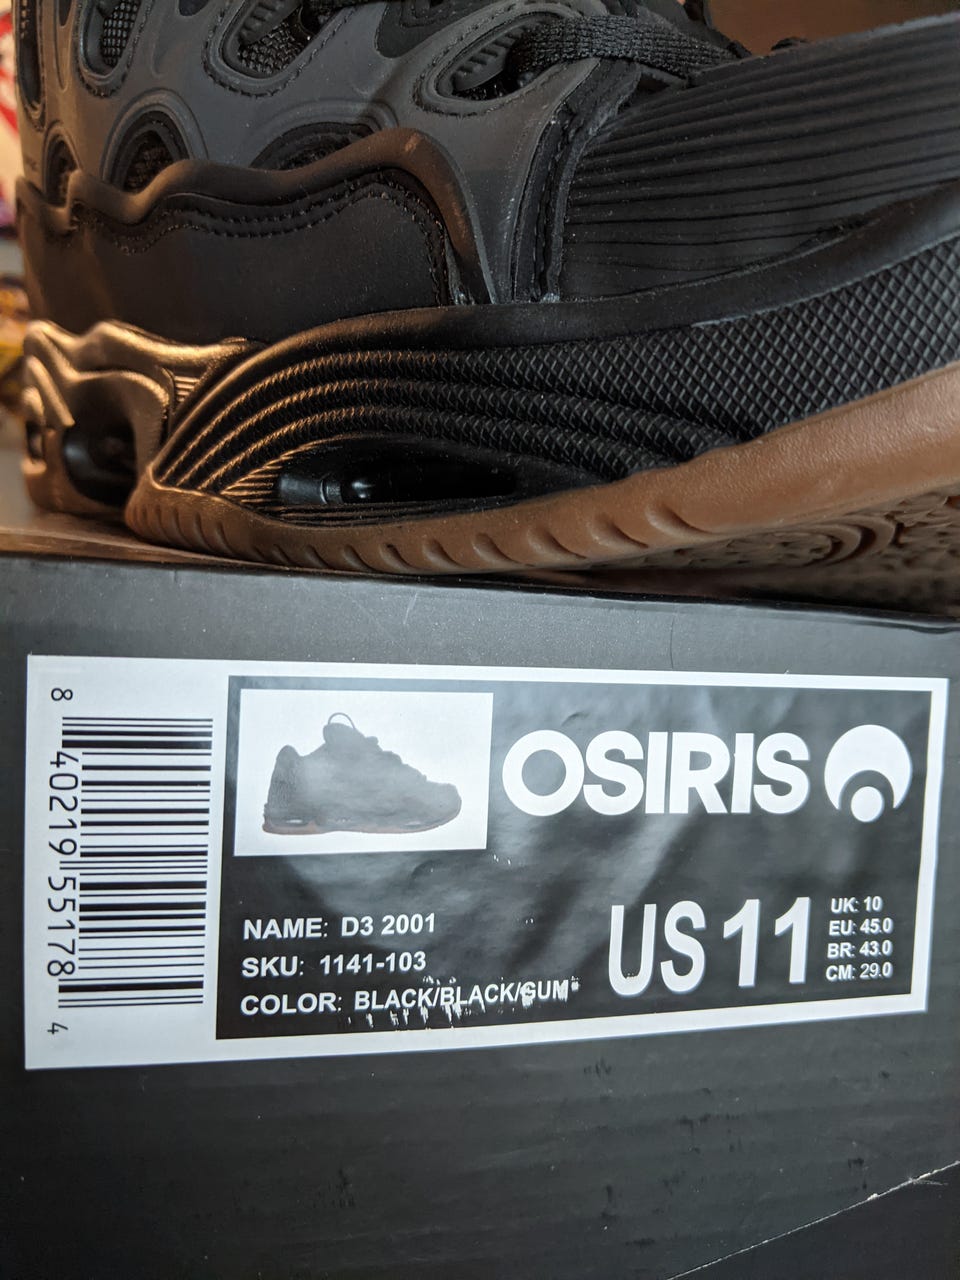 8 40219 55178 4
OSIRIS
NAME: D3 2001
SKU: 1141-103
COLOR: BLACK/BLACK/GUM
US 11
UK: 10
EU: 45.0
BR: 43.0
CM: 29.0